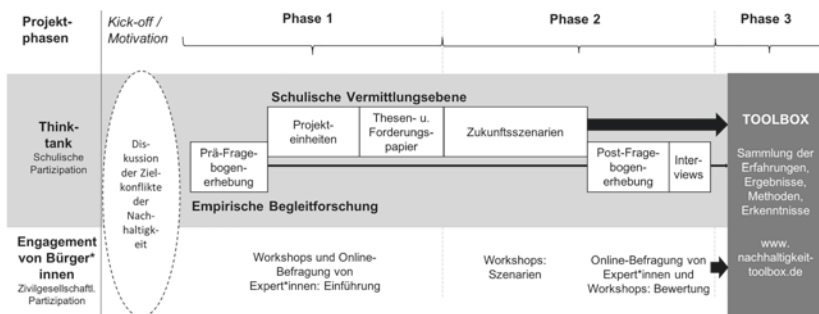 Projekt-
phasen
Kick-off /
Motivation
Phase 1
Phase 2
Phase 3
Think-
tank
Schulische
Partizipation
Dis-
kussion
der Ziel-
konflikte
der
Nach-
haltigk-
eit
Schulische Vermittlungsebene
Prä-Frage-
bogen-
erhebung
Projekt-
einheiten
Thesen- u.
Forderungs-
papier
Zukunftsszenarien
Post-Frage-
bogen-
erhebung
Inter-
views
Empirische Begleitforschung
TOOLBOX
Sammlung der
Erfahrungen,
Ergebnisse,
Methoden,
Erkenntnisse
www.
nachhaltigkeit-
toolbox.de
Engagement
von Bürger*
innen
Zivilgesellschaftl.
Partizipation
Workshops und Online-
Befragung von
Expert*innen: Einführung
Workshops:
Szenarien
Online-Befragung von
Expert*innen und
Workshops: Bewertung